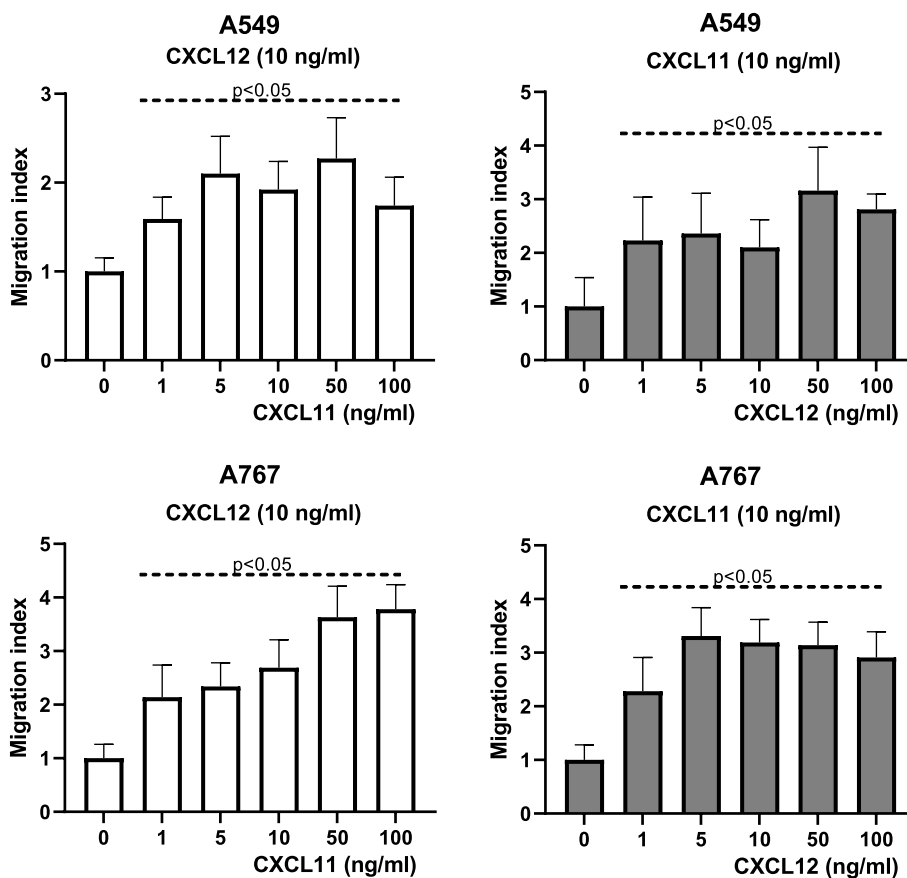 A549
CXCL12 (10 ng/ml)
p<0.05
3
2
1
0
Migration index
0 1 5 10 50 100
CXCL11 (ng/ml)
A549
CXCL11 (10 ng/ml)
p<0.05
5
4
3
2
1
0
Migration index
0 1 5 10 50 100
CXCL12 (ng/ml)
A767
CXCL12 (10 ng/ml)
p<0.05
5
4
3
2
1
0
Migration index
0 1 5 10 50 100
CXCL11 (ng/ml)
A767
CXCL11 (10 ng/ml)
p<0.05
5
4
3
2
1
0
Migration index
0 1 5 10 50 100
CXCL12 (ng/ml)